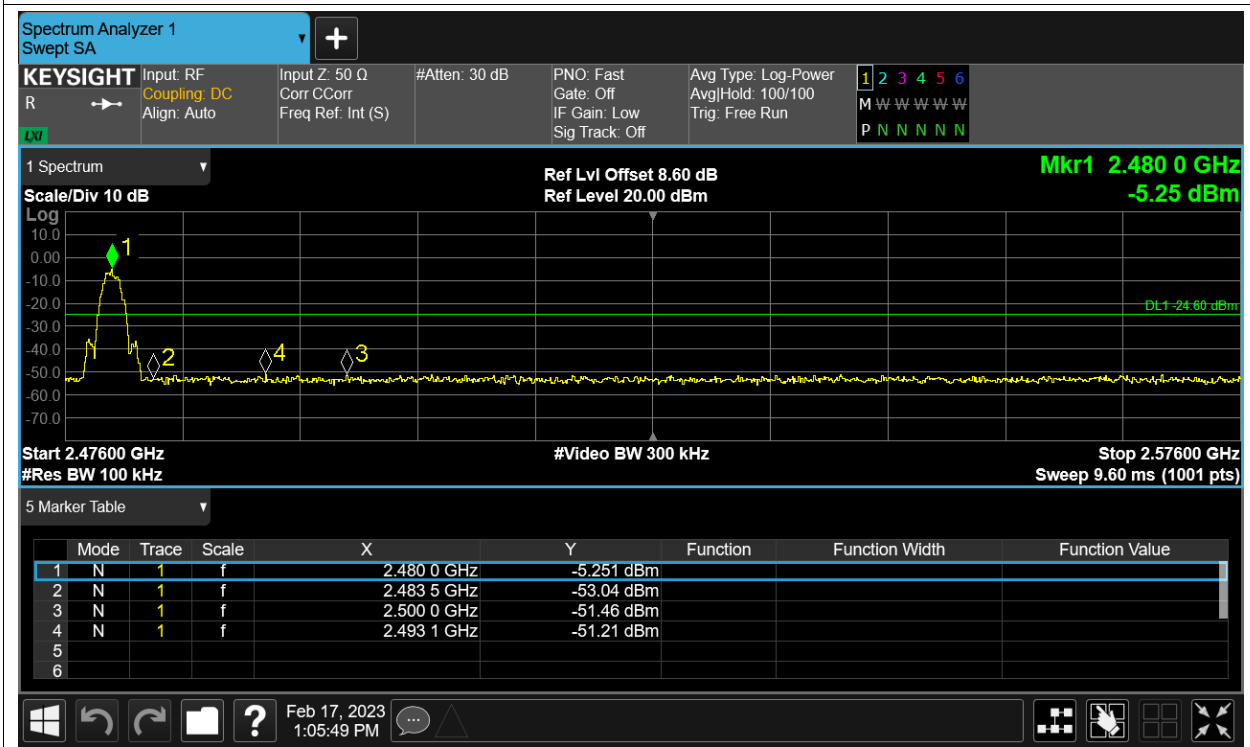 Spectrum Analyzer 1
Swept SA
KEYSIGHT Input: RF Input Z: 50 Ω #Atten: 30 dB PNO: Fast Avg Type: Log-Power 1 2 3 4 5 6
R Coupling: DC Corr CCorr Gate: Off Avg|Hold: 100/100 M W W W W W
Align: Auto Freq Ref: Int (S) IF Gain: Low Trig: Free Run
LXI Sig Track: Off P N N N N N
1 Spectrum Ref Lvl Offset 8.60 dB Mkr1 2.480 0 GHz
Scale/Div 10 dB Ref Level 20.00 dBm -5.25 dBm
Log
10.0
1
0.00
-10.0
-20.0
DL1 -24.60 dBm
-30.0
-40.0
2 4 3
-50.0
-60.0
-70.0
Start 2.47600 GHz #Video BW 300 kHz Stop 2.57600 GHz
#Res BW 100 kHz Sweep 9.60 ms (1001 pts)
5 Marker Table
Mode Trace Scale X Y Function Function Width Function Value
1 N 1 f 2.480 0 GHz -5.251 dBm
2 N 1 f 2.483 5 GHz -53.04 dBm
3 N 1 f 2.500 0 GHz -51.46 dBm
4 N 1 f 2.493 1 GHz -51.21 dBm
5
6
? Feb 17, 2023
1:05:49 PM